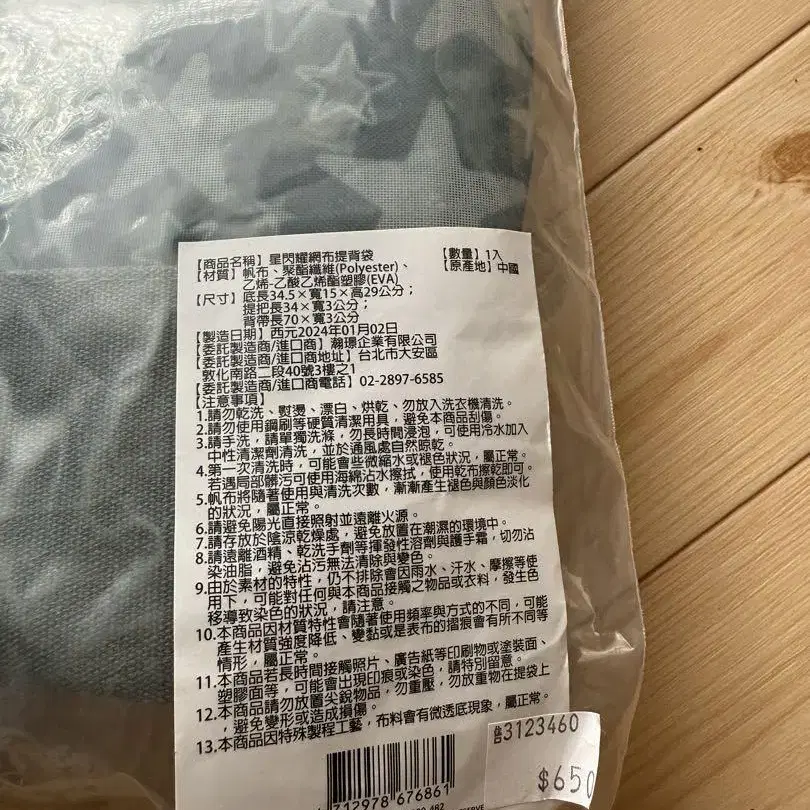 【商品名稱】星閃耀網布提背袋 【數量】1入
【材質】帆布、聚酯纖維(Polyester)、 【原產地】中國
乙烯-乙酸乙烯酯塑膠(EVA)
【尺寸】底長34.5×寬15×高29公分；
提把長34×寬3公分；
背帶長70×寬3公分
【製造日期】西元2024年01月02日
【委託製造商/進口商】瀚璟企業有限公司
【委託製造商/進口商地址】台北市大安區
敦化南路二段40號3樓之1
【委託製造商/進口商電話】02-2897-6585
【注意事項】
1.請勿乾洗、熨燙、漂白、烘乾、勿放入洗衣機清洗。
2.請勿使用鋼刷等硬質清潔用具，避免本商品刮傷。
3.請手洗，請單獨洗滌，勿長時間浸泡，可使用冷水加入
中性清潔劑清洗，並於通風處自然晾乾。
4.第一次清洗時，可能會些微縮水或褪色狀況，屬正常。
若遇局部髒污可使用海綿沾水擦拭，使用乾布擦乾即可。
5.帆布將隨著使用與清洗次數，漸漸產生褪色與顏色淡化
的狀況，屬正常。
6.請避免陽光直接照射並遠離火源。
7.請存放於陰涼乾燥處，避免放置在潮濕的環境中。
8.請遠離酒精、乾洗手劑等揮發性溶劑與護手霜，切勿沾
染油脂，避免沾污無法清除與變色。
9.由於素材的特性，仍不排除會因雨水、汗水、摩擦等使
用下，可能對任何與本商品接觸之物品或衣料，發生色
移導致染色的狀況，請注意。
10.本商品因材質特性會隨著使用頻率與方式的不同，可能
產生材質強度降低、變黏或是表布的摺痕會有所不同等
情形，屬正常。
11.本商品若長時間接觸照片、廣告紙等印刷物或塗裝面、
塑膠面等，可能會出現印痕或染色，請特別留意。
12.本商品請勿放置尖銳物品，勿重壓，勿放重物在提袋上
，避免變形或造成損傷。
13.本商品因特殊製程工藝，布料會有微透底現象，屬正常。
3123460
$650
712978 676861